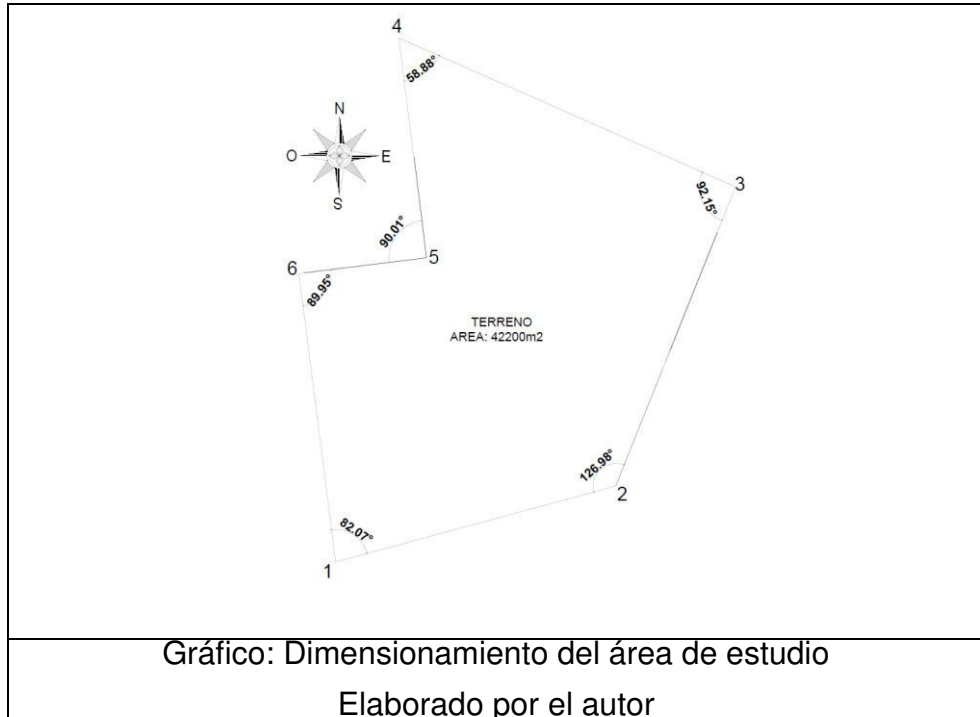 4
58.88°
N
O
E
S
3
92.15°
90.01°
5
6
89.95°
TERRENO
AREA: 42200m2
126.98°
2
82.07°
1
Gráfico: Dimensionamiento del área de estudio
Elaborado por el autor